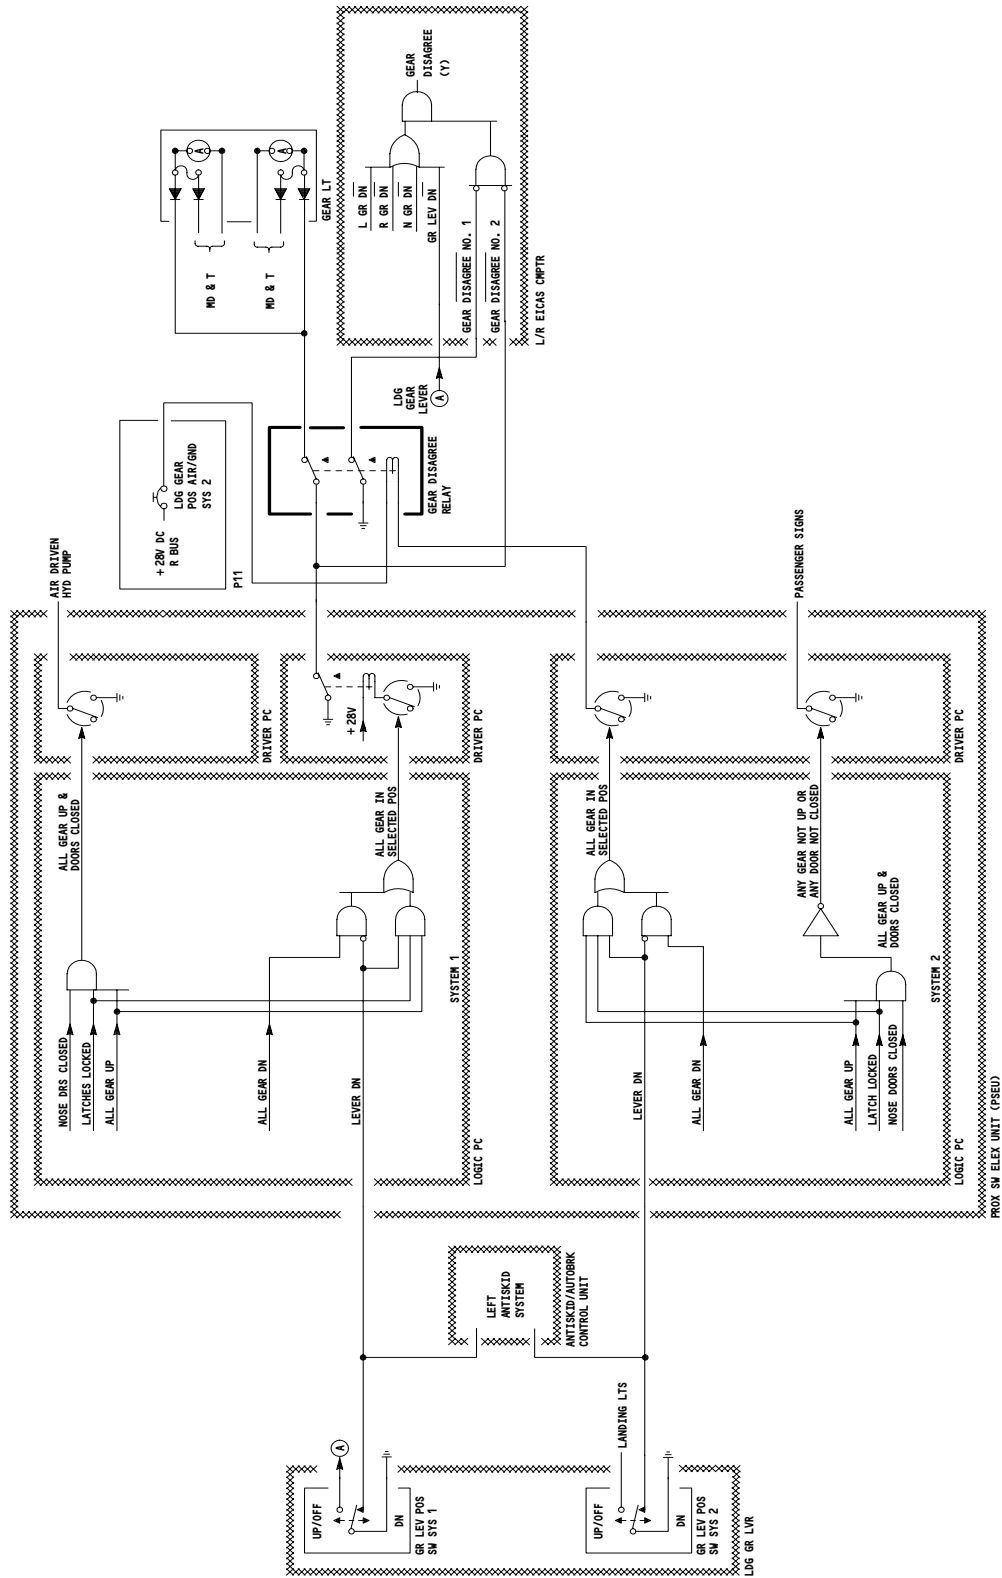 UP/OFF
DN
GR LEV POS
SW SYS 1
A
UP/OFF
DN
GR LEV POS
SW SYS 2
LANDING LTS
LDG GR LVR
LEFT
ANTISKID
SYSTEM
ANTISKID/AUTOBRK
CONTROL UNIT
NOSE DRS CLOSED
LATCHES LOCKED
ALL GEAR UP
ALL GEAR DN
LEVER DN
ALL GEAR UP &
DOORS CLOSED
ALL GEAR IN
SELECTED POS
SYSTEM 1
LOGIC PC
LEVER DN
ALL GEAR DN
ALL GEAR UP
LATCH LOCKED
NOSE DOORS CLOSED
ALL GEAR IN
SELECTED POS
ANY GEAR NOT UP OR
ANY DOOR NOT CLOSED
ALL GEAR UP &
DOORS CLOSED
SYSTEM 2
LOGIC PC
PROX SW ELEX UNIT (PSEU)
DRIVER PC
+28V
DRIVER PC
DRIVER PC
AIR DRIVEN
HYD PUMP
PASSENGER SIGNS
+28V DC
R BUS
LDG GEAR
POS AIR/GND
SYS 2
P11
GEAR DISAGREE
RELAY
LDG
GEAR
LEVER
A
MD & T
MD & T
A
A
GEAR LT
L GR DN
R GR DN
N GR DN
GR LEV DN
GEAR DISAGREE NO. 1
GEAR DISAGREE NO. 2
GEAR
DISAGREE
(Y)
L/R EICAS CMPTR